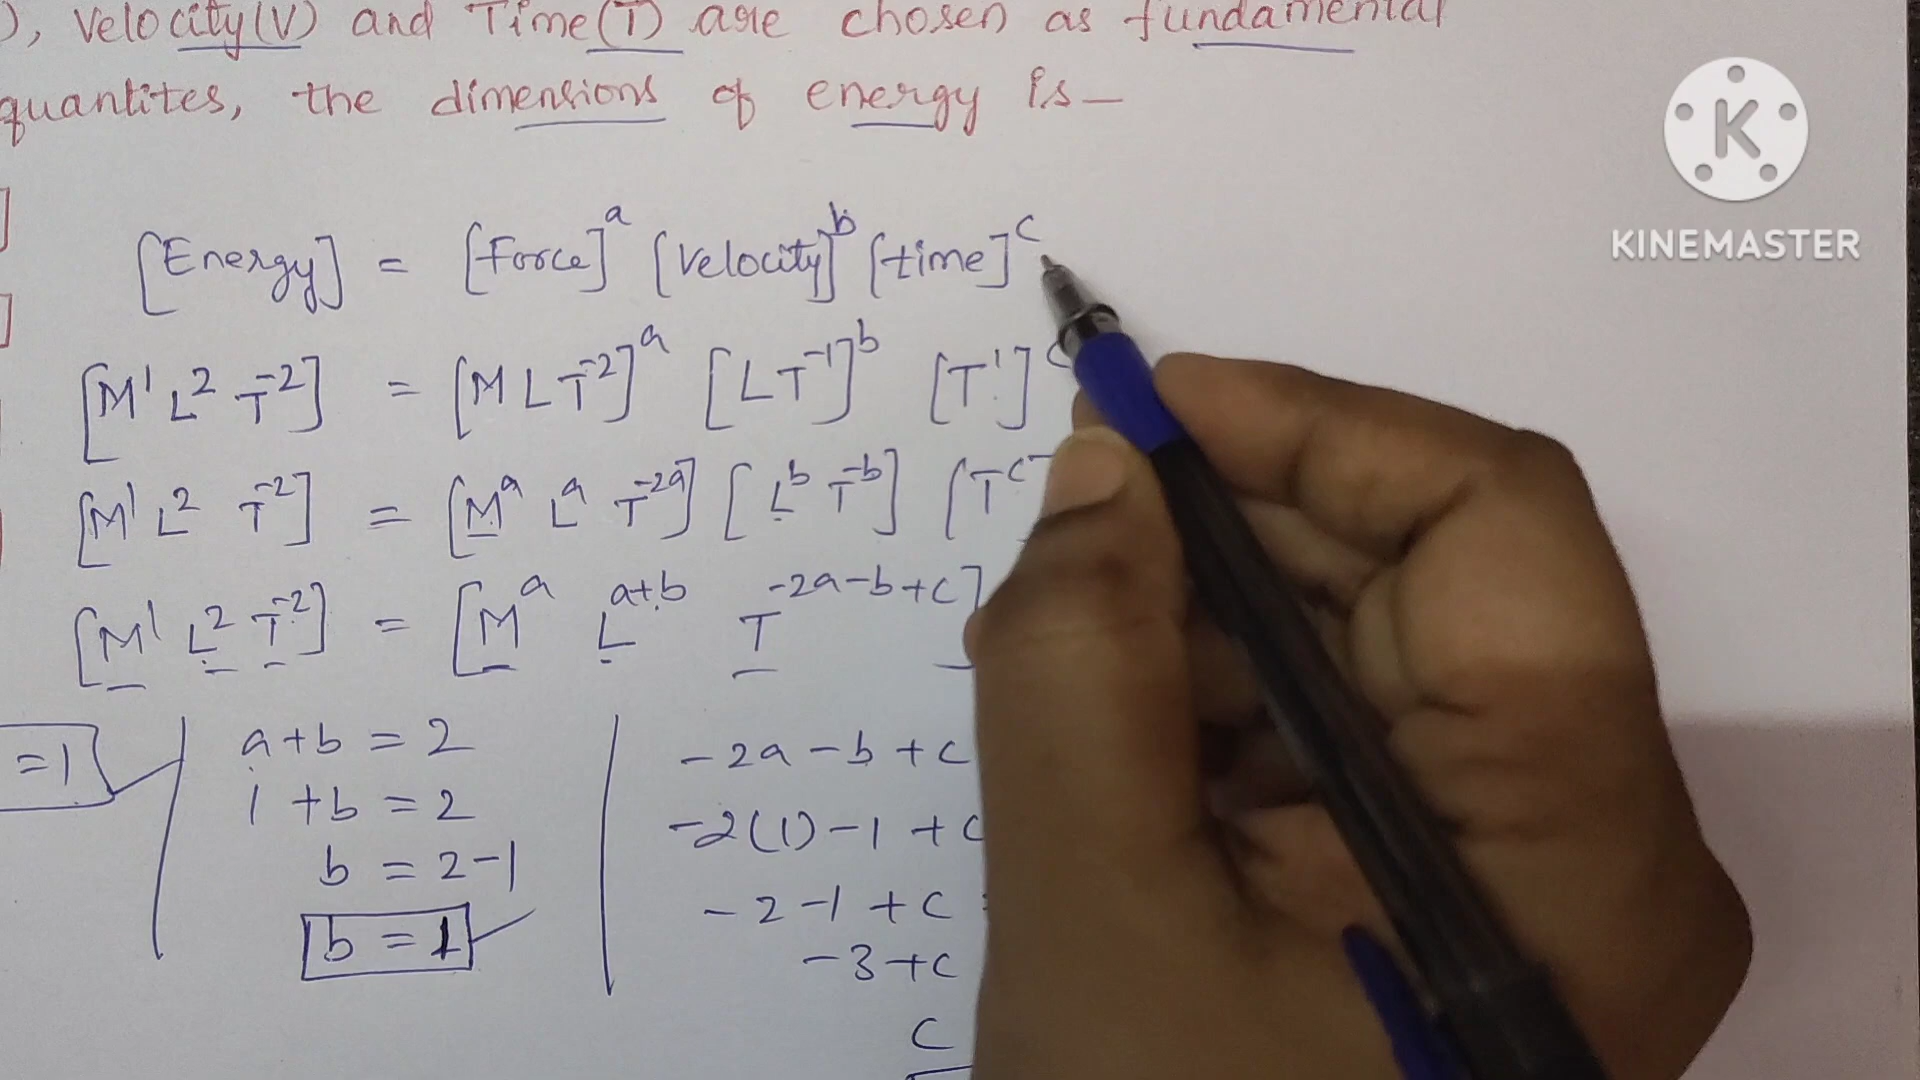 ), Velocity(V) and Time(T) are chosen as fundamental
quantites, the dimensions of energy is –
[Energy] = [Force]^a [Velocity]^b [time]^c
[M^1 L^2 T^-2] = [M L T^-2]^a [L T^-1]^b [T^1]^c
[M^1 L^2 T^-2] = [M^a L^a T^-2a] [L^b T^-b] [T^c
[M^1 L^2 T^-2] = [M^a L^a+b T^-2a-b+c]
=1
a+b = 2
1 +b = 2
b = 2-1
b = 1
-2a - b + c
-2(1) -1 + c
-2 -1 + c
-3 + c
c
K
KINEMASTER